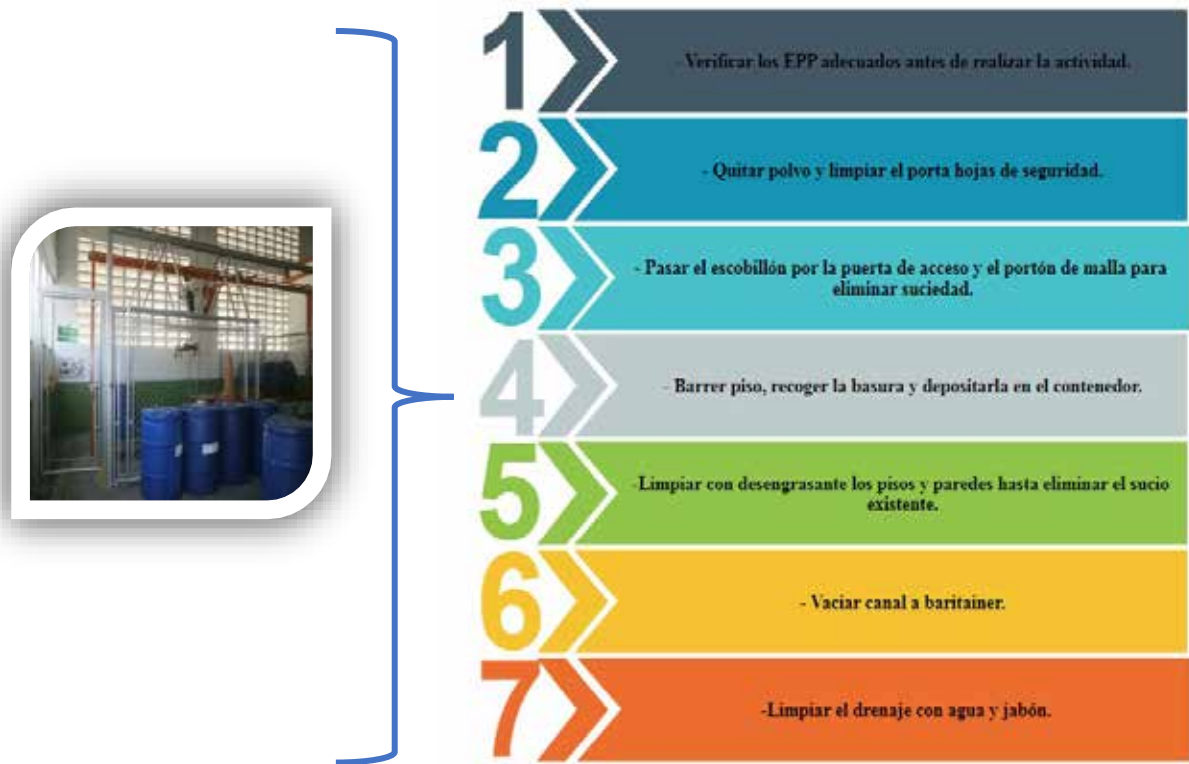 1
- Verificar los EPP adecuados antes de realizar la actividad.
2
- Quitar polvo y limpiar el porta hojas de seguridad.
3
- Pasar el escobillón por la puerta de acceso y el portón de malla para
eliminar suciedad.
4
- Barrer piso, recoger la basura y depositarla en el contenedor.
5
-Limpiar con desengrasante los pisos y paredes hasta eliminar el sucio
existente.
6
- Vaciar canal a baritainer.
7
-Limpiar el drenaje con agua y jabón.